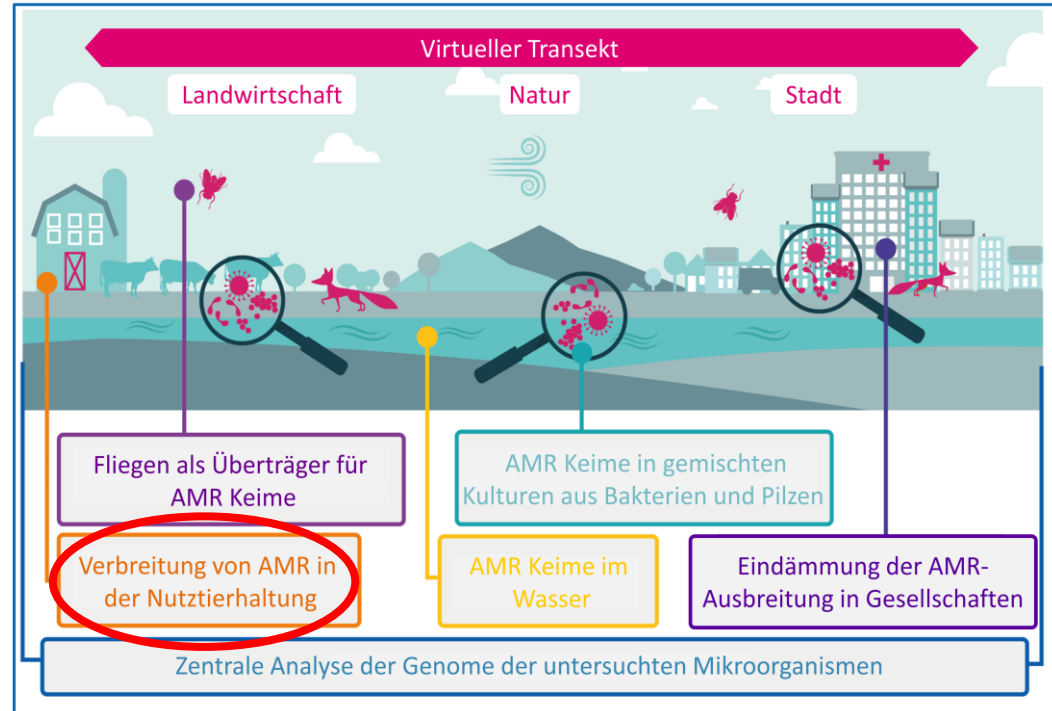 Virtueller Transekt
Landwirtschaft
Natur
Stadt
Fliegen als Überträger für
AMR Keime
AMR Keime in gemischten
Kulturen aus Bakterien und Pilzen
Verbreitung von AMR in
der Nutztierhaltung
AMR Keime im
Wasser
Eindämmung der AMR-
Ausbreitung in Gesellschaften
Zentrale Analyse der Genome der untersuchten Mikroorganismen